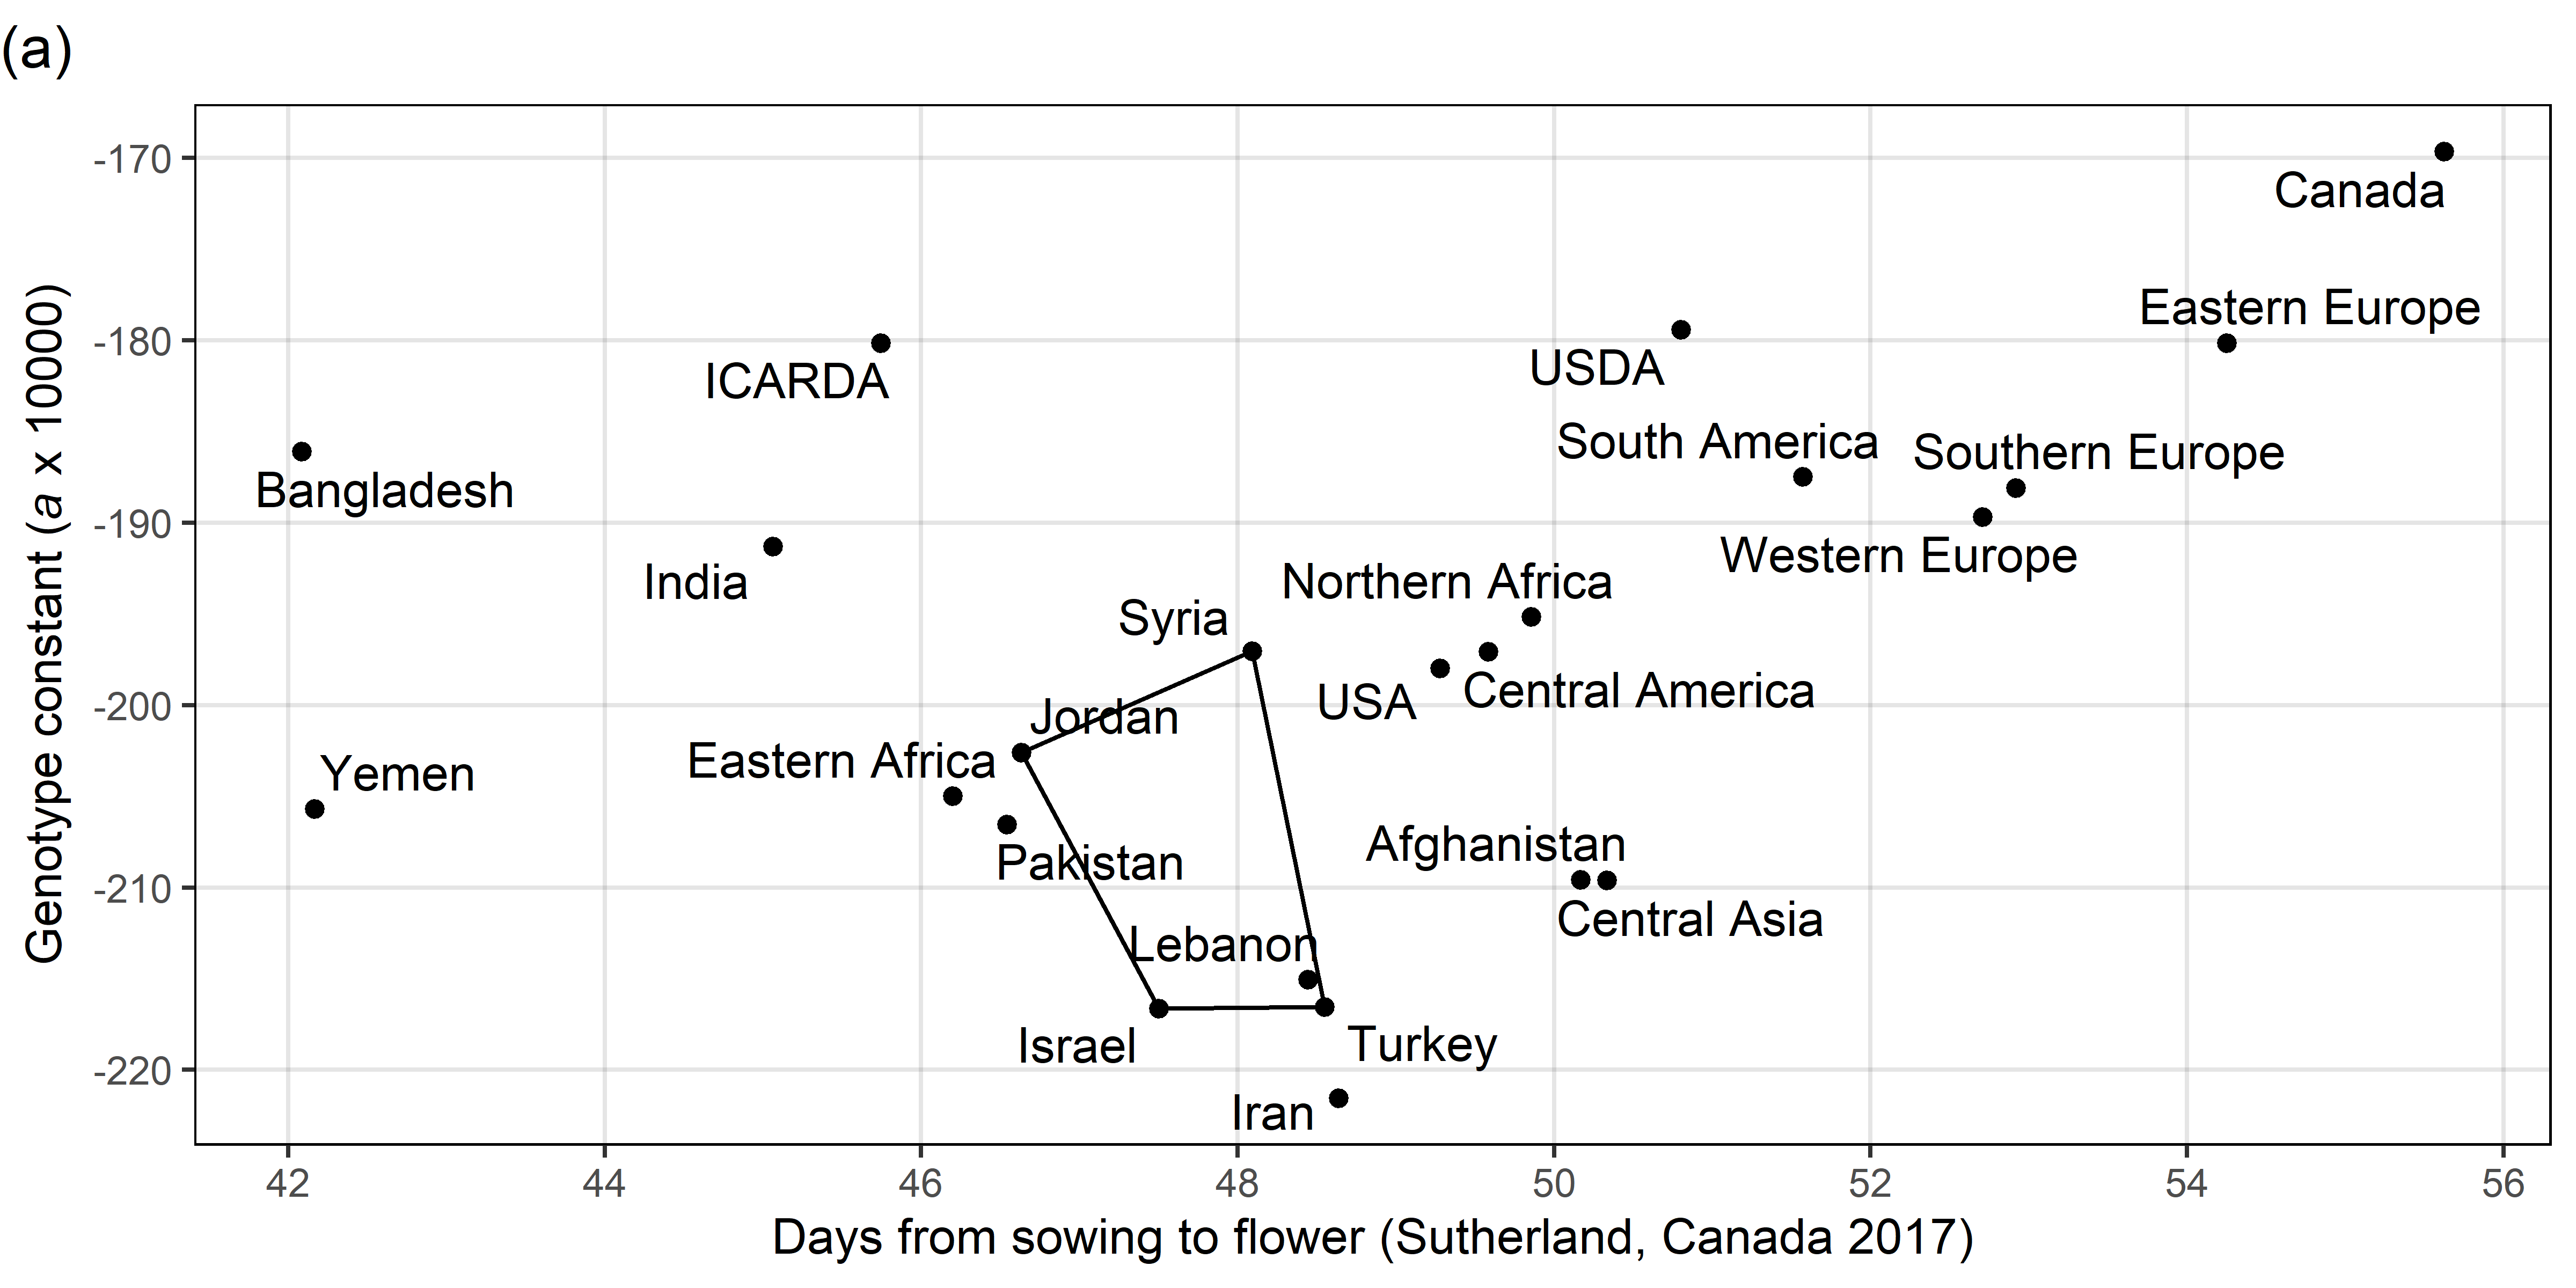 (a)
Genotype constant (a x 10000)
-170
-180
-190
-200
-210
-220
Canada
Eastern Europe
ICARDA
USDA
South America
Southern Europe
Bangladesh
Western Europe
India
Northern Africa
Syria
USA
Central America
Jordan
Eastern Africa
Yemen
Pakistan
Afghanistan
Central Asia
Lebanon
Israel
Turkey
Iran
42 44 46 48 50 52 54 56
Days from sowing to flower (Sutherland, Canada 2017)